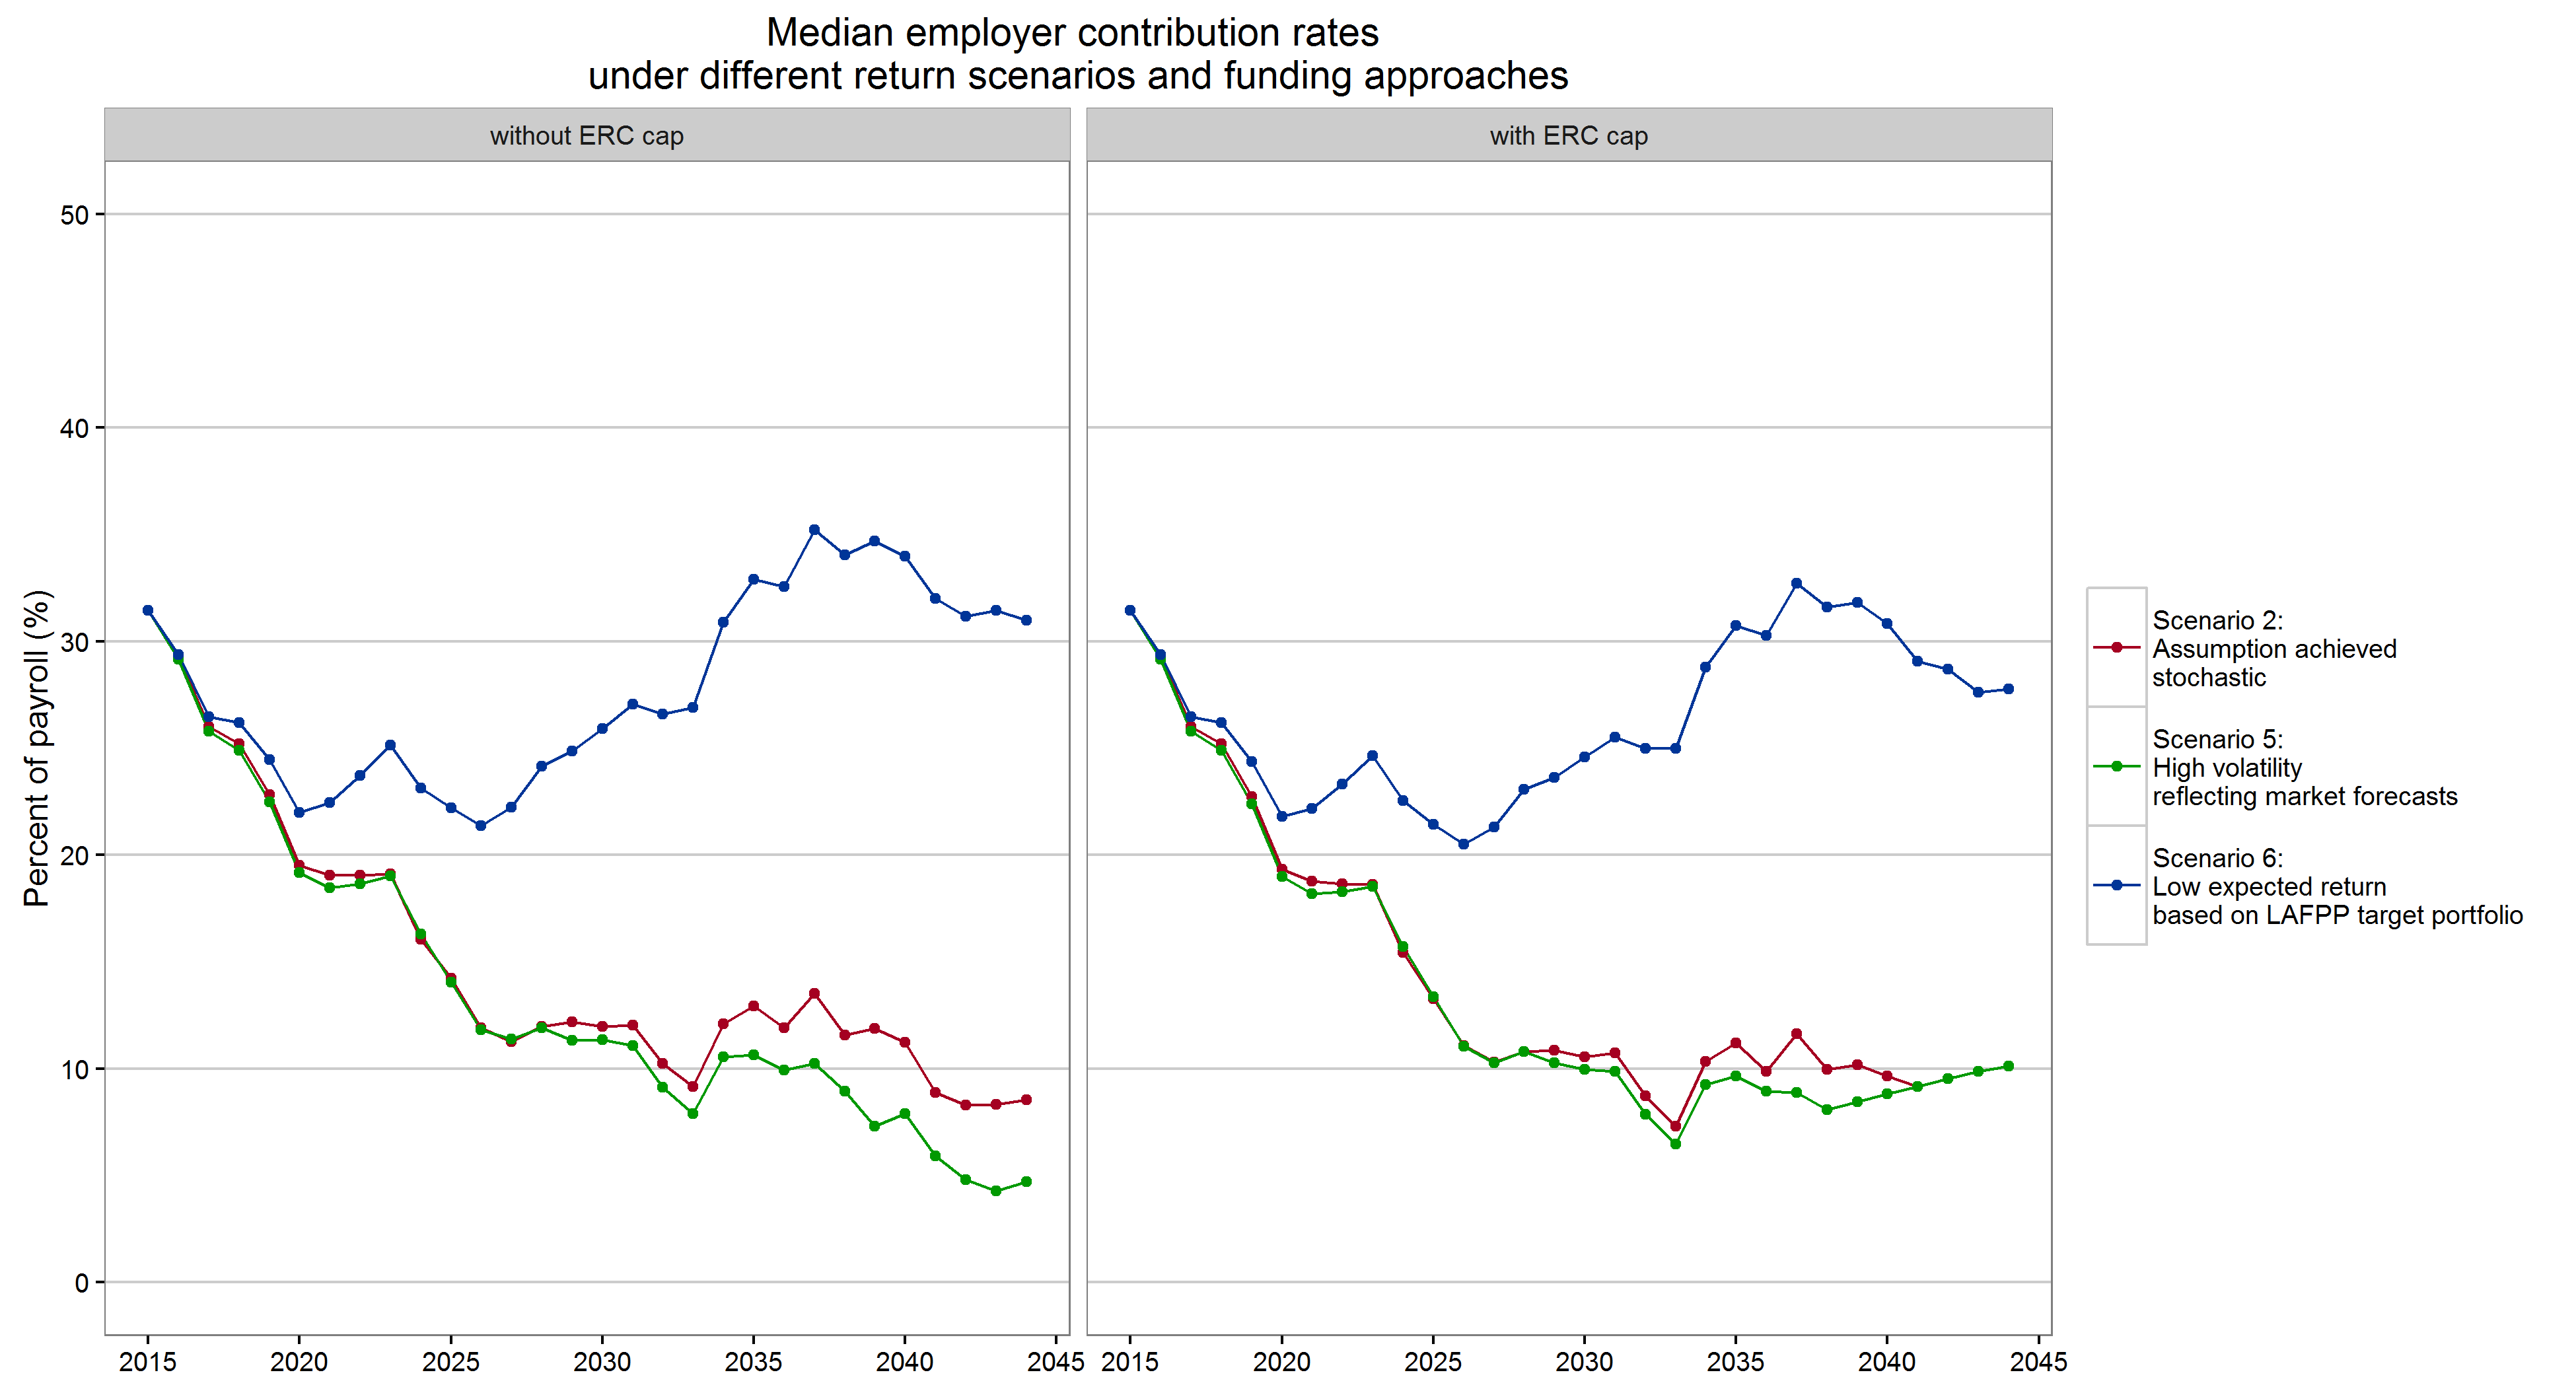 Median employer contribution rates
under different return scenarios and funding approaches
without ERC cap
with ERC cap
Percent of payroll (%)
50
40
30
20
10
0
2015 2020 2025 2030 2035 2040 2045
2015 2020 2025 2030 2035 2040 2045
Scenario 2:
Assumption achieved
stochastic
Scenario 5:
High volatility
reflecting market forecasts
Scenario 6:
Low expected return
based on LAFPP target portfolio